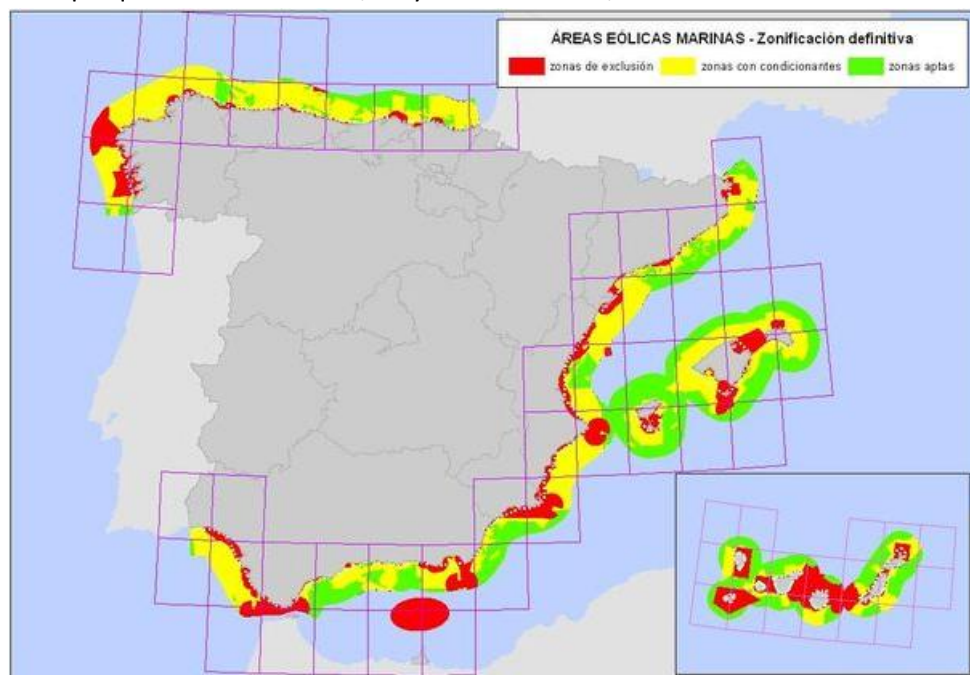 ÁREAS EÓLICAS MARINAS - Zonificación definitiva
zonas de exclusión zonas con condicionantes zonas aptas